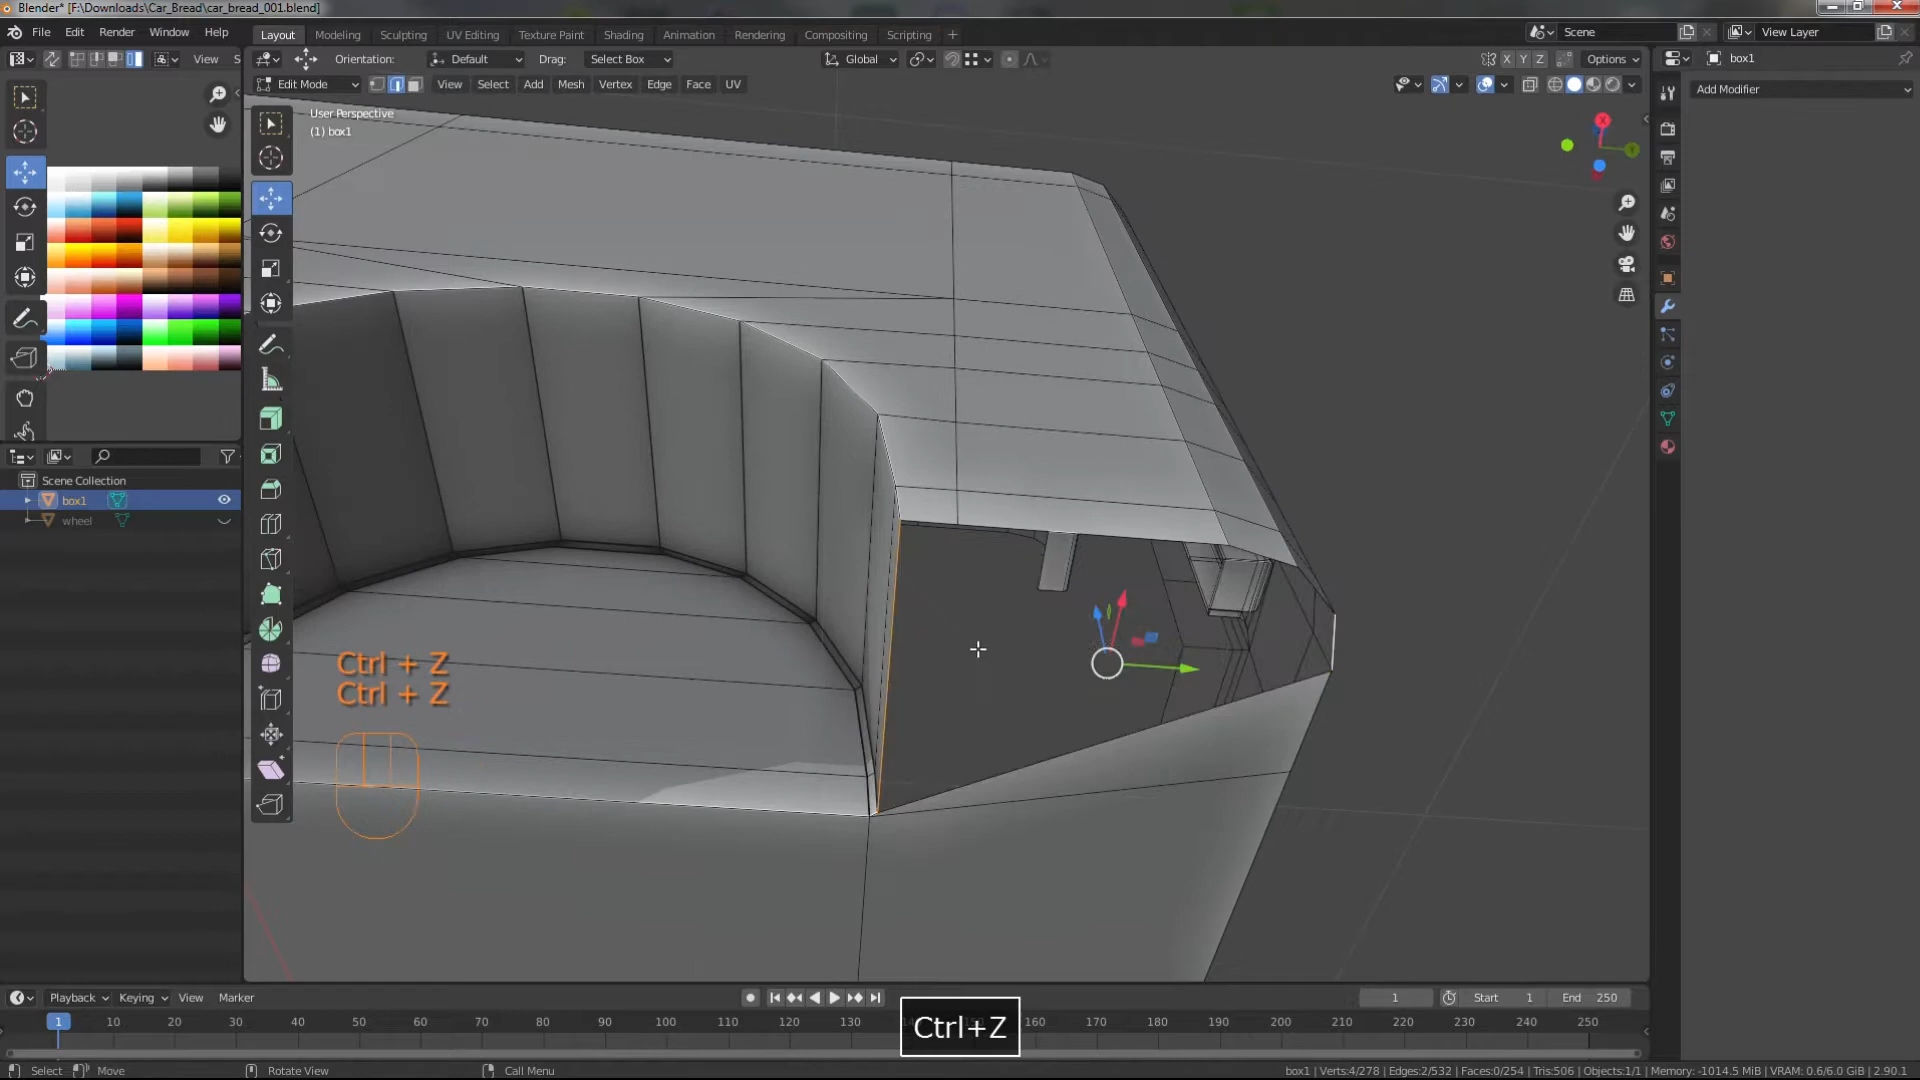 Blender* [F:\Downloads\Car_Bread\car_bread_001.blend]
File Edit Render Window Help
Layout Modeling Sculpting UV Editing Texture Paint Shading Animation Rendering Compositing Scripting
Scene
View Layer
View S
Orientation: Default Drag: Select Box
Global
X Y Z
Options
box1
Edit Mode View Select Add Mesh Vertex Edge Face UV
Add Modifier
User Perspective
(1) box1
X
Y
Scene Collection
box1
wheel
Ctrl + Z
Ctrl + Z
Playback Keying View Marker
1 Start 1 End 250
1 10 20 30 40 50 60 70 80 90 100 110 120 130 160 170 180 190 200 210 220 230 240 250
Ctrl+Z
Select Move Rotate View Call Menu
box1 | Verts:4/278 | Edges:2/532 | Faces:0/254 | Tris:506 | Objects:1/1 | Memory: -1014.5 MiB | VRAM: 0.6/6.0 GiB | 2.90.1